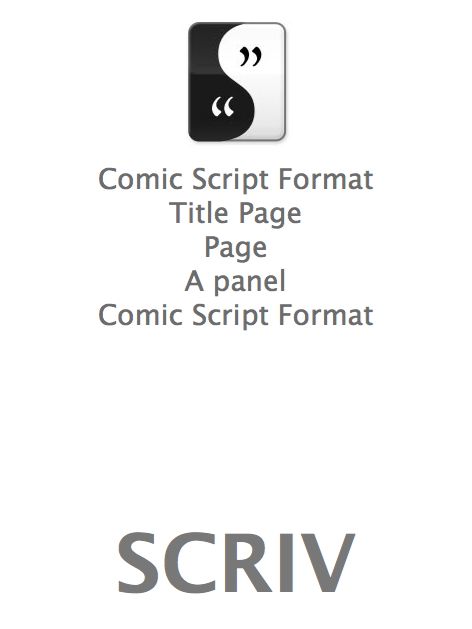 ”
“
Comic Script Format
Title Page
Page
A panel
Comic Script Format
SCRIV